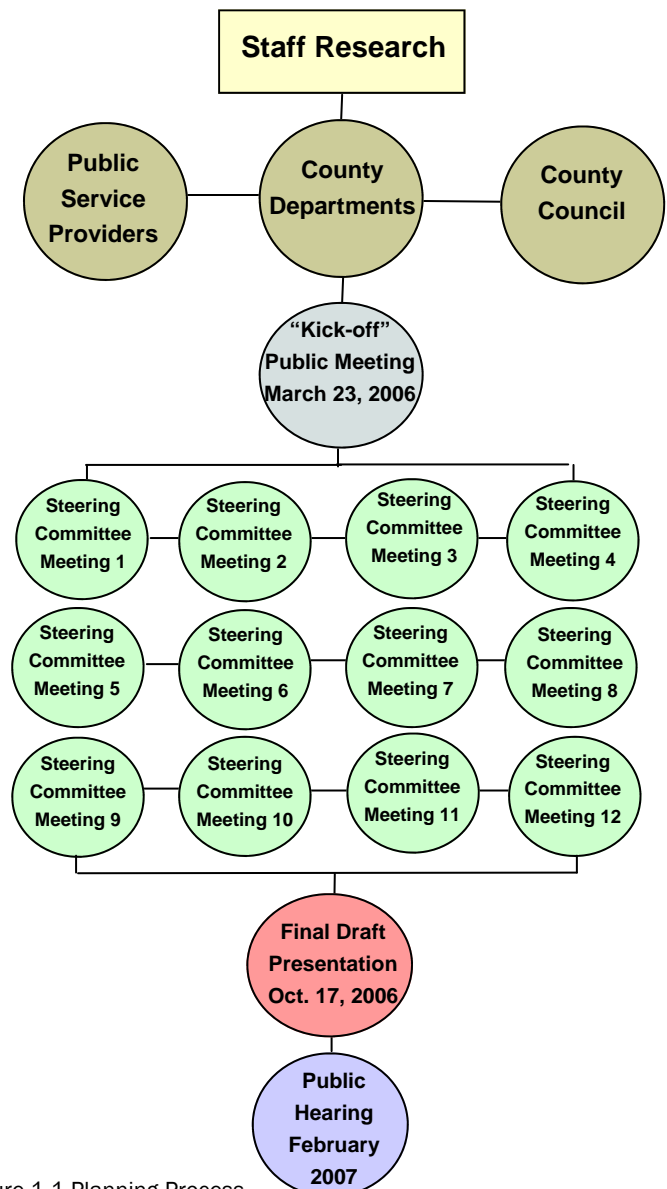 Staff Research
Public
Service
Providers
County
Departments
County
Council
“Kick-off”
Public Meeting
March 23, 2006
Steering
Committee
Meeting 1
Steering
Committee
Meeting 2
Steering
Committee
Meeting 3
Steering
Committee
Meeting 4
Steering
Committee
Meeting 5
Steering
Committee
Meeting 6
Steering
Committee
Meeting 7
Steering
Committee
Meeting 8
Steering
Committee
Meeting 9
Steering
Committee
Meeting 10
Steering
Committee
Meeting 11
Steering
Committee
Meeting 12
Final Draft
Presentation
Oct. 17, 2006
Public
Hearing
February
2007
1.1 Planning Process